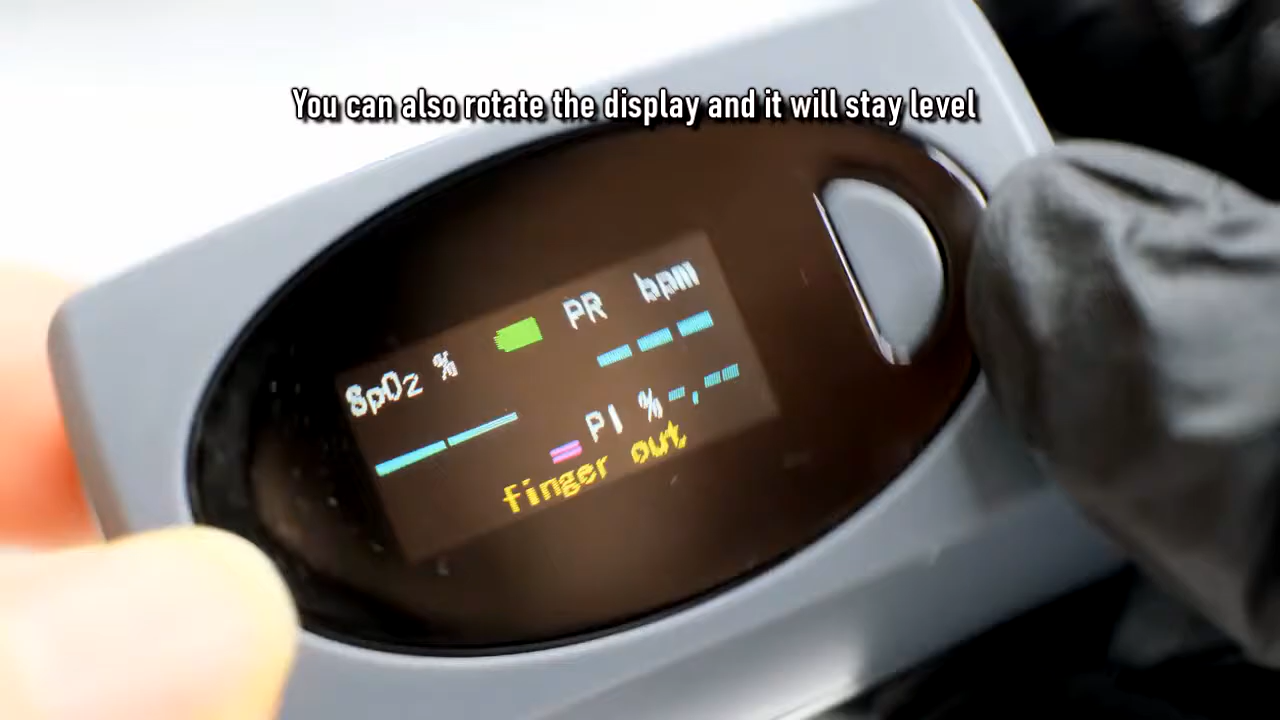 You can also rotate the display and it will stay level
SpO2 % PR bpm
-- ---
PI % -.--
finger out